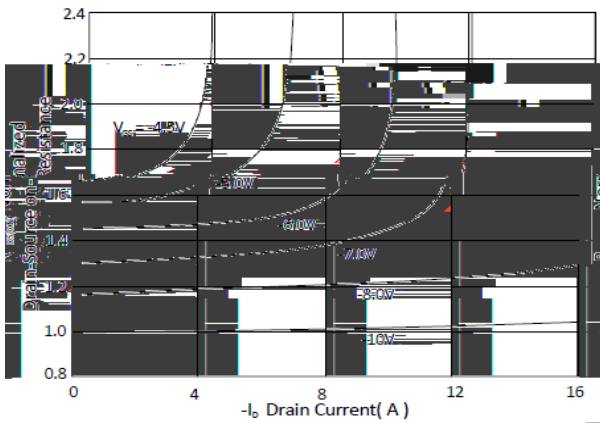 2.4
2.2
2.0
1.8
1.6
1.4
1.2
1.0
0.8
Drain-Source on-Resistance
6.0V
7.0V
-8.0V
-10V
0
4
8
12
16
-I_D Drain Current( A )